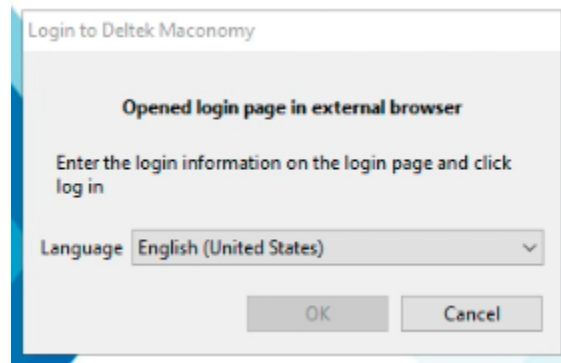 Login to Deltek Maconomy
Opened login page in external browser
Enter the login information on the login page and click
log in
Language English (United States)
OK Cancel